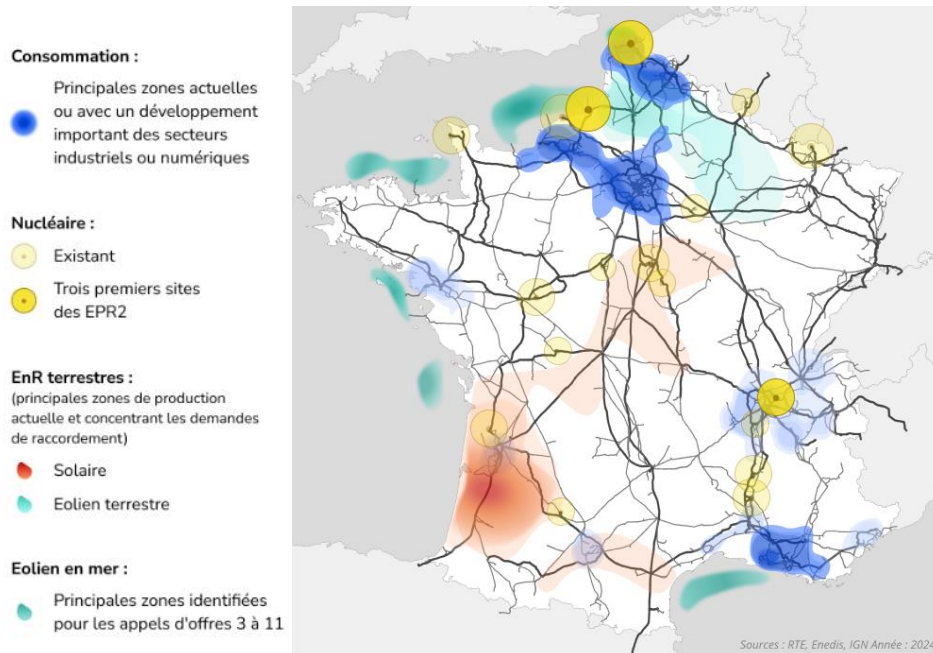 Consommation :
Principales zones actuelles
ou avec un développement
important des secteurs
industriels ou numériques
Nucléaire :
Existant
Trois premiers sites
des EPR2
EnR terrestres :
(principales zones de production
actuelle et concentrant les demandes
de raccordement)
Solaire
Eolien terrestre
Eolien en mer :
Principales zones identifiées
pour les appels d'offres 3 à 11
Sources : RTE, Enedis, IGN Année : 2024